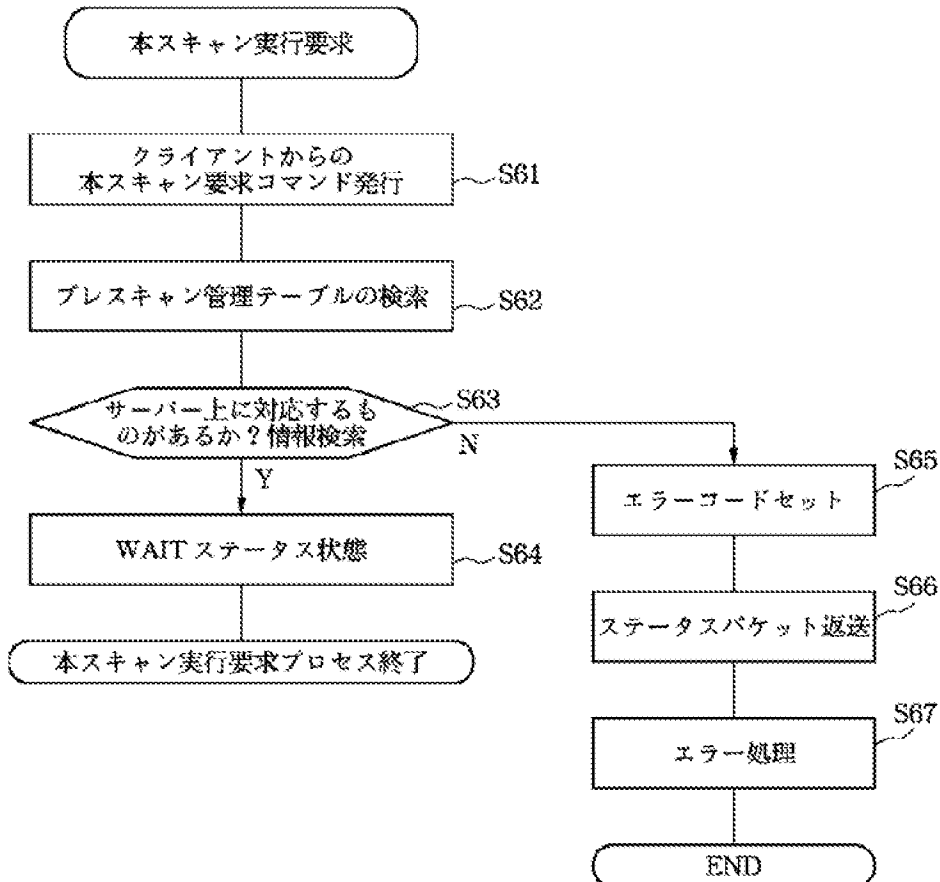 本スキャン実行要求
クライアントからの
本スキャン要求コマンド発行
S61
プレスキャン管理テーブルの検索
S62
サーバー上に対応するも
のがあるか？情報検索
S63
N
Y
WAITステータス状態
S64
本スキャン実行要求プロセス終了
エラーコードセット
S65
ステータスパケット返送
S66
エラー処理
S67
END